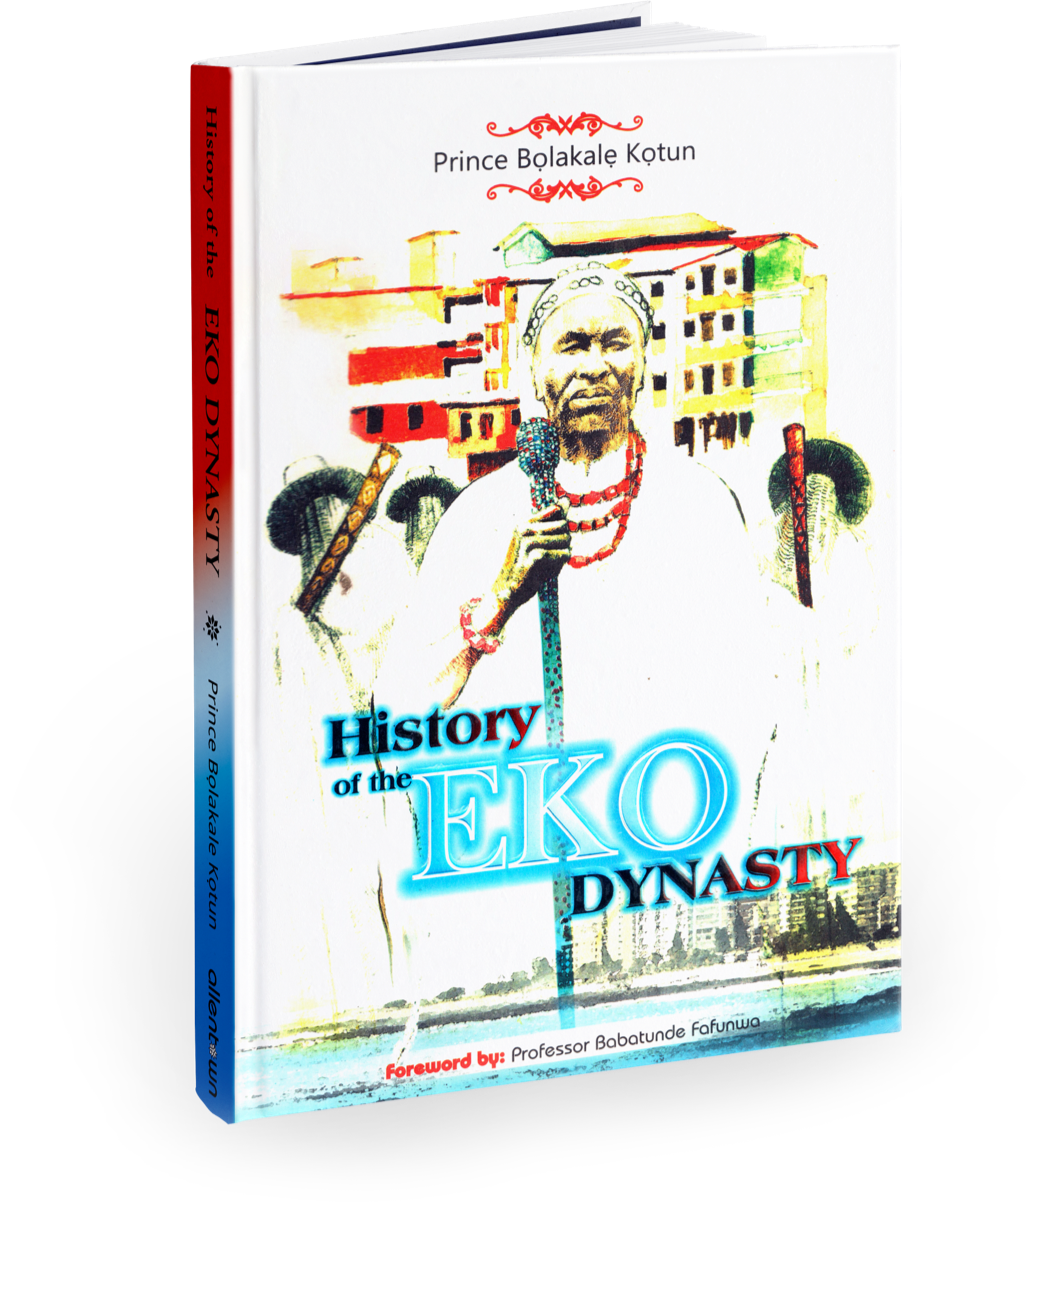 Prince Bọlakalẹ Kọtun
History
of the EKO
DYNASTY
Foreword by: Professor Babatunde Fafunwa
History of the EKO DYNASTY Prince Bọlakale Kọtun allentown